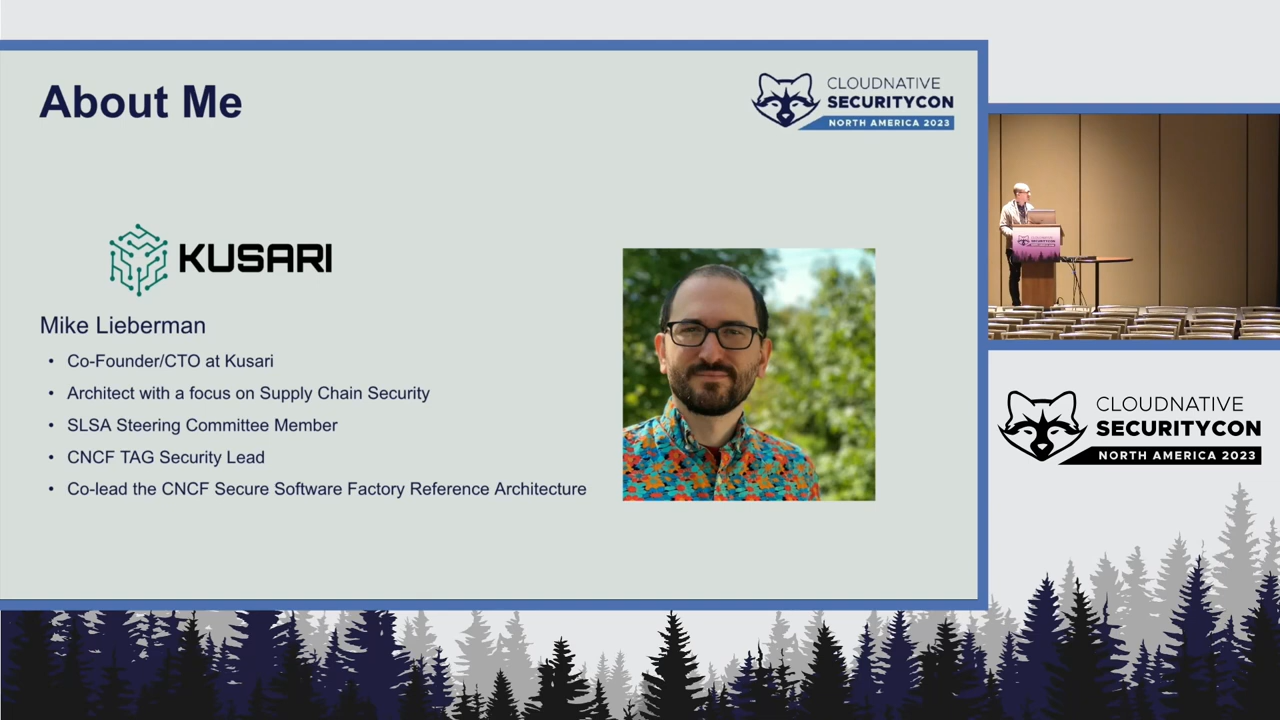 About Me
CLOUDNATIVE
SECURITYCON
NORTH AMERICA 2023
KUSARI
Mike Lieberman
• Co-Founder/CTO at Kusari
• Architect with a focus on Supply Chain Security
• SLSA Steering Committee Member
• CNCF TAG Security Lead
• Co-lead the CNCF Secure Software Factory Reference Architecture
CLOUDNATIVE
SECURITYCON
NORTH AMERICA 2023